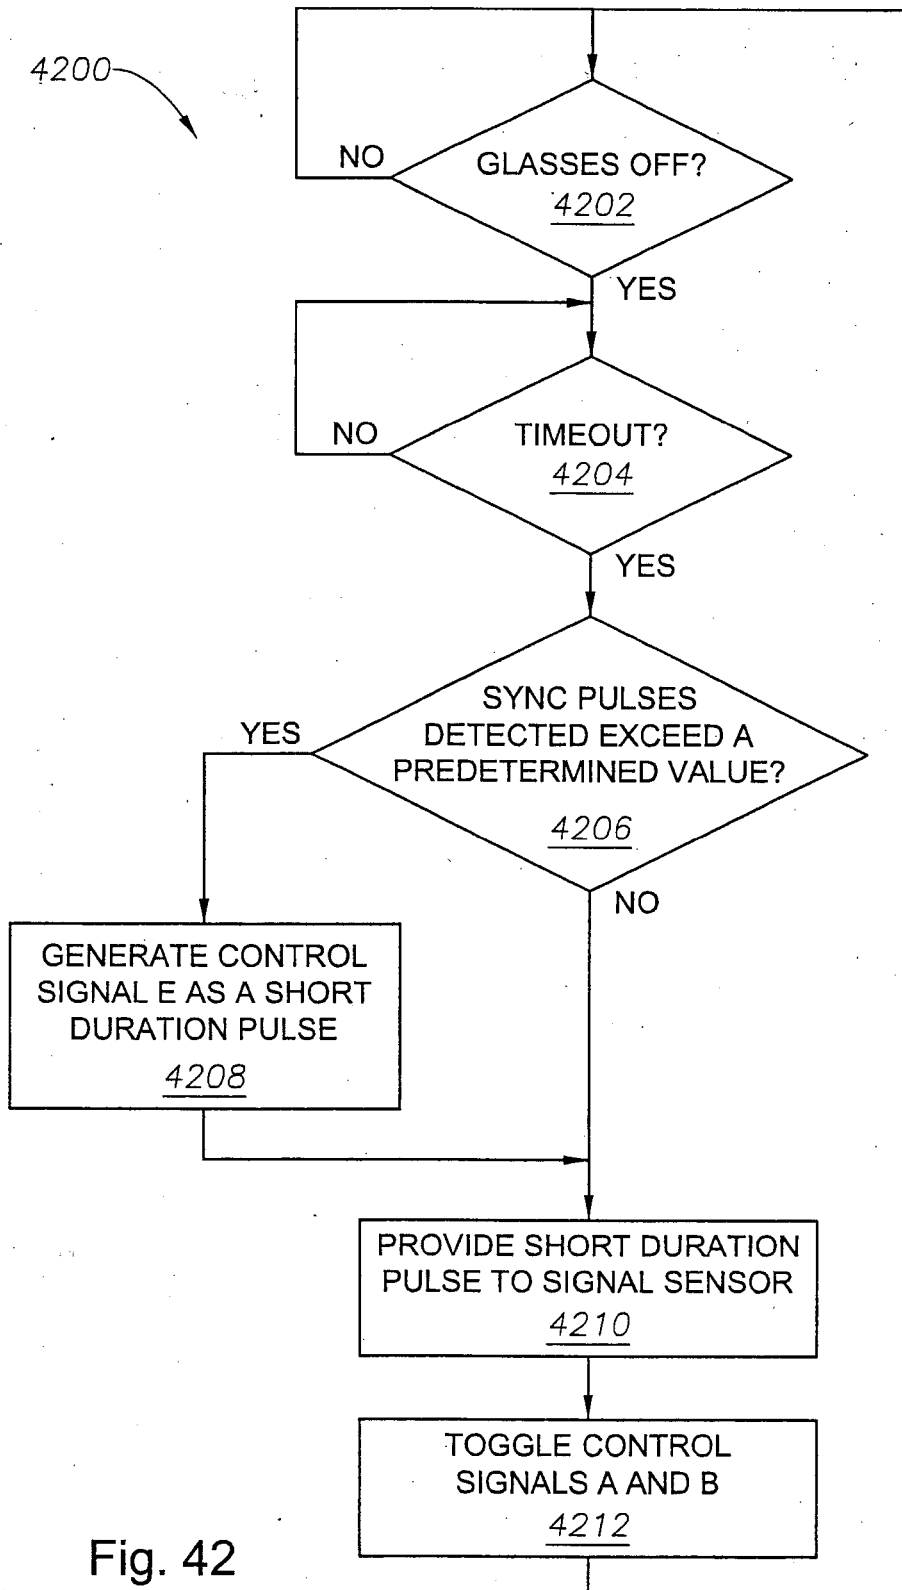 4200
NO
GLASSES OFF?
4202
YES
NO
TIMEOUT?
4204
YES
YES
SYNC PULSES
DETECTED EXCEED A
PREDETERMINED VALUE?
4206
NO
GENERATE CONTROL
SIGNAL E AS A SHORT
DURATION PULSE
4208
PROVIDE SHORT DURATION
PULSE TO SIGNAL SENSOR
4210
TOGGLE CONTROL
SIGNALS A AND B
4212
Fig. 42